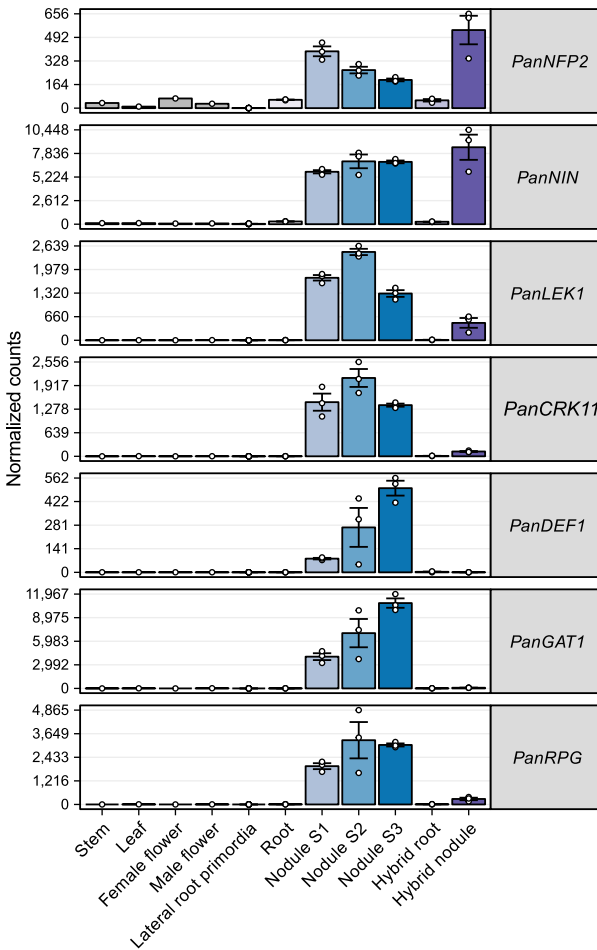 656
492
328
164
0
PanNFP2
10,448
7,836
5,224
2,612
0
PanNIN
2,639
1,979
1,320
660
0
PanLEK1
2,556
1,917
1,278
639
0
PanCRK11
562
422
281
141
0
PanDEF1
11,967
8,975
5,983
2,992
0
PanGAT1
4,865
3,649
2,433
1,216
0
PanRPG
Normalized counts
Stem
Leaf
Female flower
Male flower
Lateral root primordia
Root
Nodule S1
Nodule S2
Nodule S3
Hybrid root
Hybrid nodule